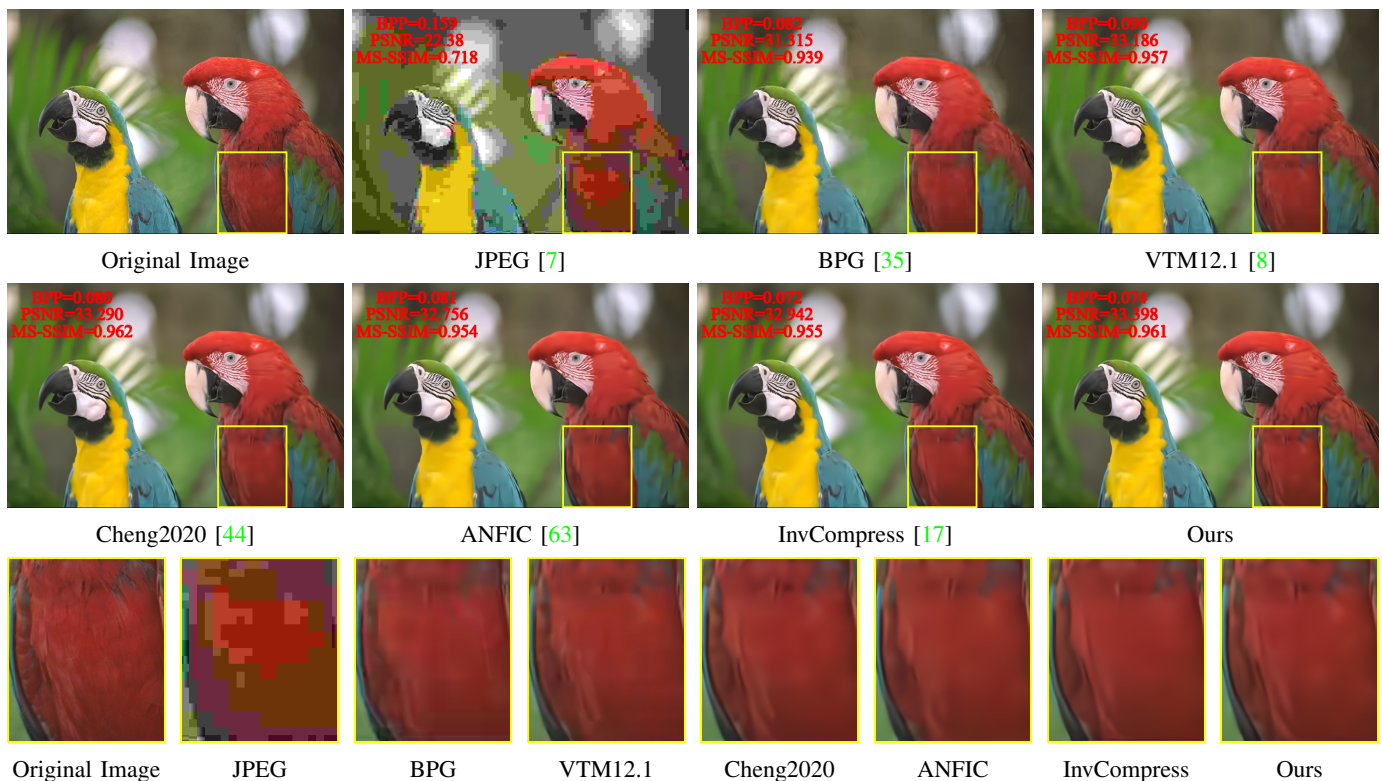 BPP=0.159
PSNR=22.38
MS-SSIM=0.718
BPP=0.082
PSNR=31.315
MS-SSIM=0.939
BPP=0.090
PSNR=33.186
MS-SSIM=0.957
Original Image
JPEG [7]
BPG [35]
VTM12.1 [8]
BPP=0.080
PSNR=33.290
MS-SSIM=0.962
BPP=0.081
PSNR=32.756
MS-SSIM=0.954
BPP=0.072
PSNR=32.942
MS-SSIM=0.955
BPP=0.074
PSNR=33.398
MS-SSIM=0.961
Cheng2020 [44]
ANFIC [63]
InvCompress [17]
Ours
Original Image
JPEG
BPG
VTM12.1
Cheng2020
ANFIC
InvCompress
Ours